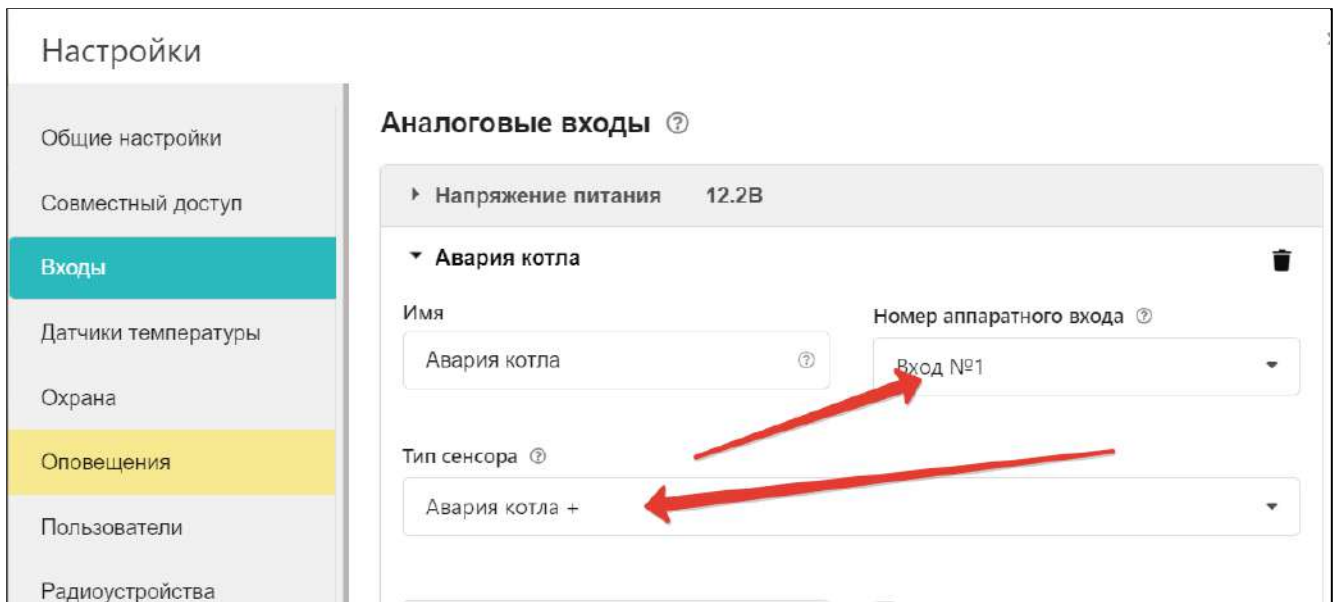 Настройки
Общие настройки
Совместный доступ
Входы
Датчики температуры
Охрана
Оповещения
Пользователи
Радиоустройства
Аналоговые входы ?
Напряжение питания 12.2В
Авария котла
Имя
Авария котла ?
Номер аппаратного входа ?
Вход №1
Тип сенсора ?
Авария котла +